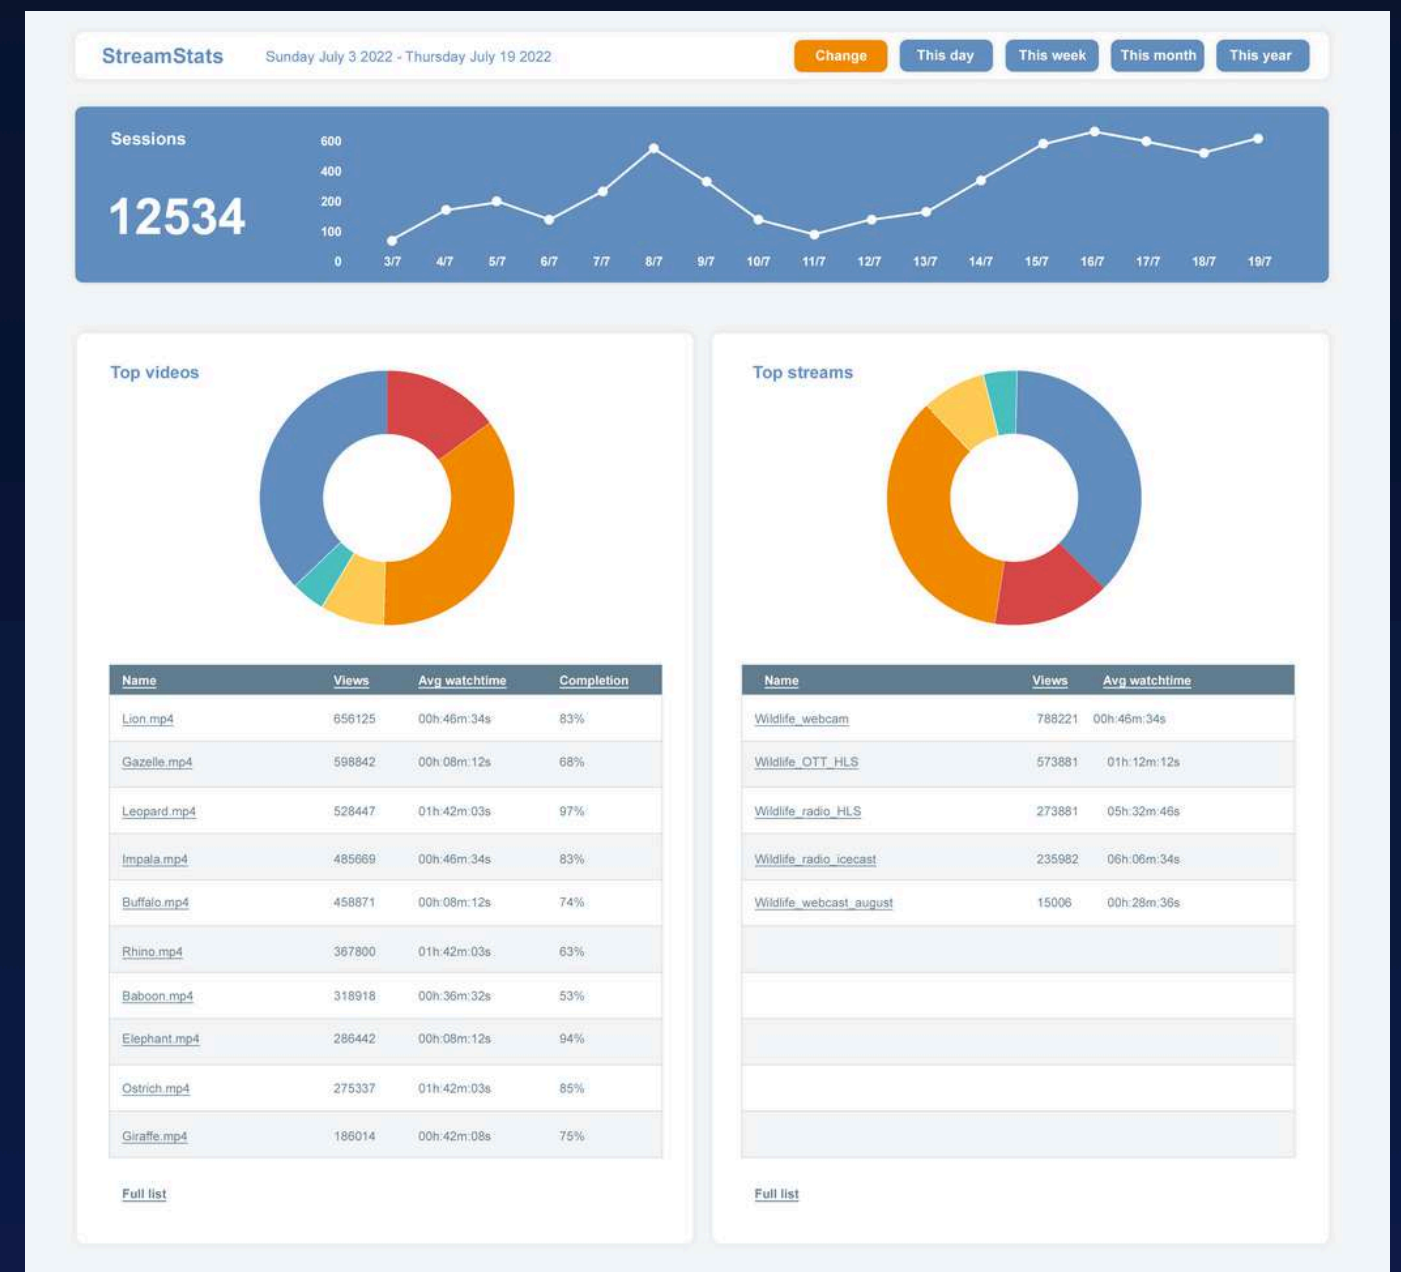 StreamStats Sunday July 3 2022 - Thursday July 19 2022 Change This day This week This month This year
Sessions
12534
600
400
200
100
0 3/7 4/7 5/7 6/7 7/7 8/7 9/7 10/7 11/7 12/7 13/7 14/7 15/7 16/7 17/7 18/7 19/7
Top videos
Name Views Avg watchtime Completion
Lion.mp4 656125 00h:46m:34s 83%
Gazelle.mp4 598842 00h:08m:12s 68%
Leopard.mp4 528447 01h:42m:03s 97%
Impala.mp4 485669 00h:46m:34s 83%
Buffalo.mp4 458871 00h:08m:12s 74%
Rhino.mp4 367800 01h:42m:03s 63%
Baboon.mp4 318918 00h:36m:32s 53%
Elephant.mp4 286442 00h:08m:12s 94%
Ostrich.mp4 275337 01h:42m:03s 85%
Giraffe.mp4 186014 00h:42m:08s 75%
Full list
Top streams
Name Views Avg watchtime
Wildlife_webcam 788221 00h:46m:34s
Wildlife_OTT_HLS 573881 01h:12m:12s
Wildlife_radio_HLS 273881 05h:32m:46s
Wildlife_radio_icecast 235982 06h:06m:34s
Wildlife_webcast_august 15006 00h:28m:36s
Full list